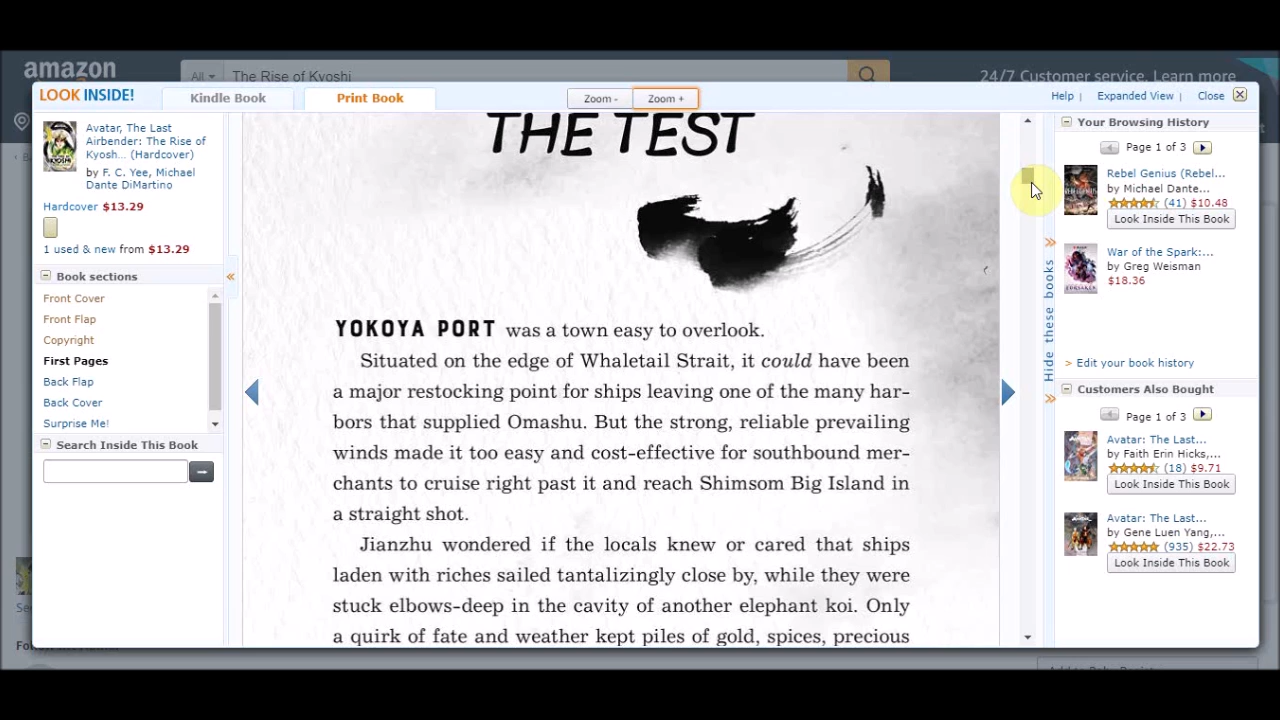 amazon
All
The Rise of Kyoshi
24/7 Customer service. Learn more
LOOK INSIDE!
Kindle Book
Print Book
Zoom -
Zoom +
Help |
Expanded View |
Close
Avatar, The Last
Airbender: The Rise of
Kyosh... (Hardcover)
by F. C. Yee, Michael
Dante DiMartino
Hardcover $13.29
1 used & new from $13.29
Book sections
Front Cover
Front Flap
Copyright
First Pages
Back Flap
Back Cover
Surprise Me!
Search Inside This Book
THE TEST
YOKOYA PORT was a town easy to overlook.
Situated on the edge of Whaletail Strait, it could have been
a major restocking point for ships leaving one of the many har-
bors that supplied Omashu. But the strong, reliable prevailing
winds made it too easy and cost-effective for southbound mer-
chants to cruise right past it and reach Shimsom Big Island in
a straight shot.
Jianzhu wondered if the locals knew or cared that ships
laden with riches sailed tantalizingly close by, while they were
stuck elbows-deep in the cavity of another elephant koi. Only
a quirk of fate and weather kept piles of gold, spices, precious
Hide these books
Your Browsing History
Page 1 of 3
Rebel Genius (Rebel...
by Michael Dante...
(41) $10.48
Look Inside This Book
War of the Spark:...
by Greg Weisman
$18.36
> Edit your book history
Customers Also Bought
Page 1 of 3
Avatar: The Last...
by Faith Erin Hicks,...
(18) $9.71
Look Inside This Book
Avatar: The Last...
by Gene Luen Yang,...
(935) $22.73
Look Inside This Book